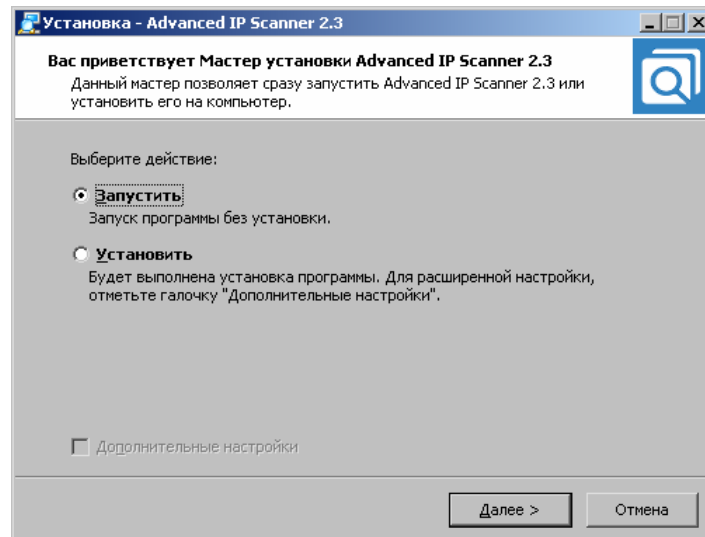 Установка - Advanced IP Scanner 2.3
Вас приветствует Мастер установки Advanced IP Scanner 2.3
Данный мастер позволяет сразу запустить Advanced IP Scanner 2.3 или
установить его на компьютер.
Выберите действие:
Запустить
Запуск программы без установки.
Установить
Будет выполнена установка программы. Для расширенной настройки,
отметьте галочку "Дополнительные настройки".
Дополнительные настройки
Далее >
Отмена